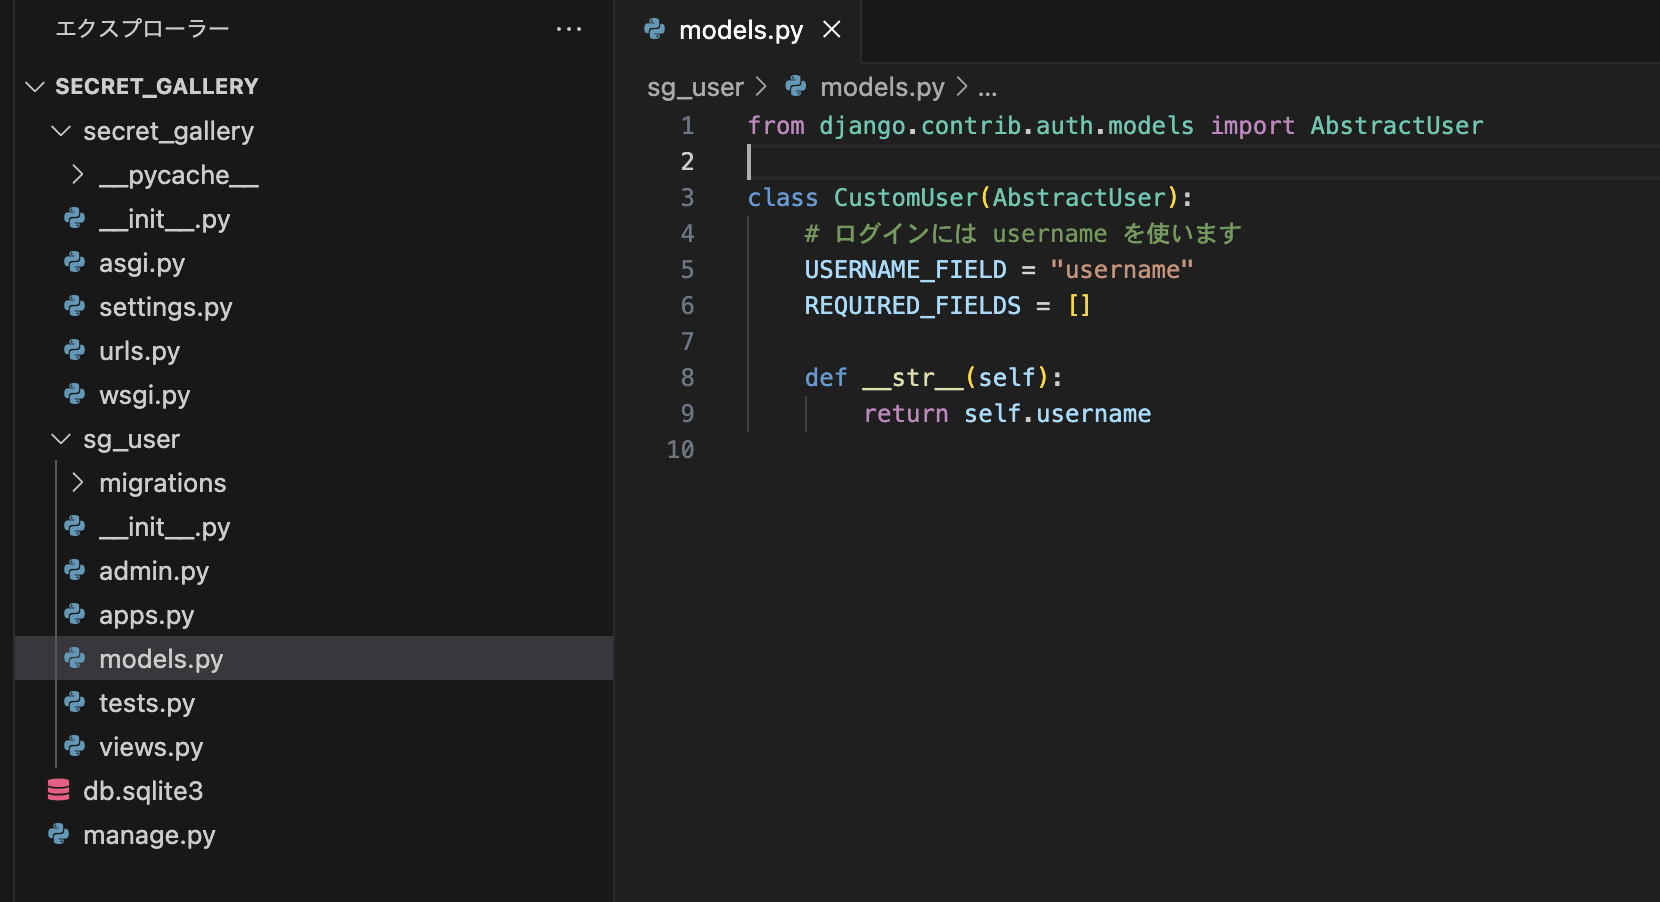 エクスプローラー
SECRET_GALLERY
secret_gallery
__pycache__
__init__.py
asgi.py
settings.py
urls.py
wsgi.py
sg_user
migrations
__init__.py
admin.py
apps.py
models.py
tests.py
views.py
db.sqlite3
manage.py
models.py
sg_user > models.py > ...
1 from django.contrib.auth.models import AbstractUser
2
3 class CustomUser(AbstractUser):
4     # ログインには username を使います
5     USERNAME_FIELD = "username"
6     REQUIRED_FIELDS = []
7
8     def __str__(self):
9         return self.username
10